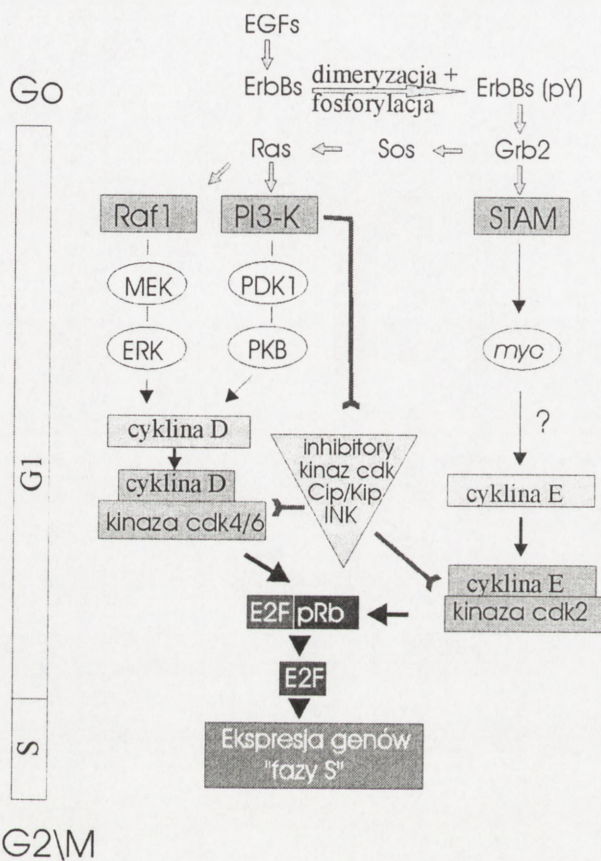 EGFs
Go
ErbBs
dimeryzacja +
fosforylacja
ErbBs (pY)
Ras
Sos
Grb2
Raf1
PI3-K
STAM
MEK
PDK1
ERK
PKB
myc
?
G1
cyklina D
cyklina D
kinaza cdk4/6
inhibitory
kinaz cdk
Cip/Kip
INK
cyklina E
cyklina E
kinaza cdk2
E2F pRb
E2F
S
Ekspresja genów
"fazy S"
G2\M